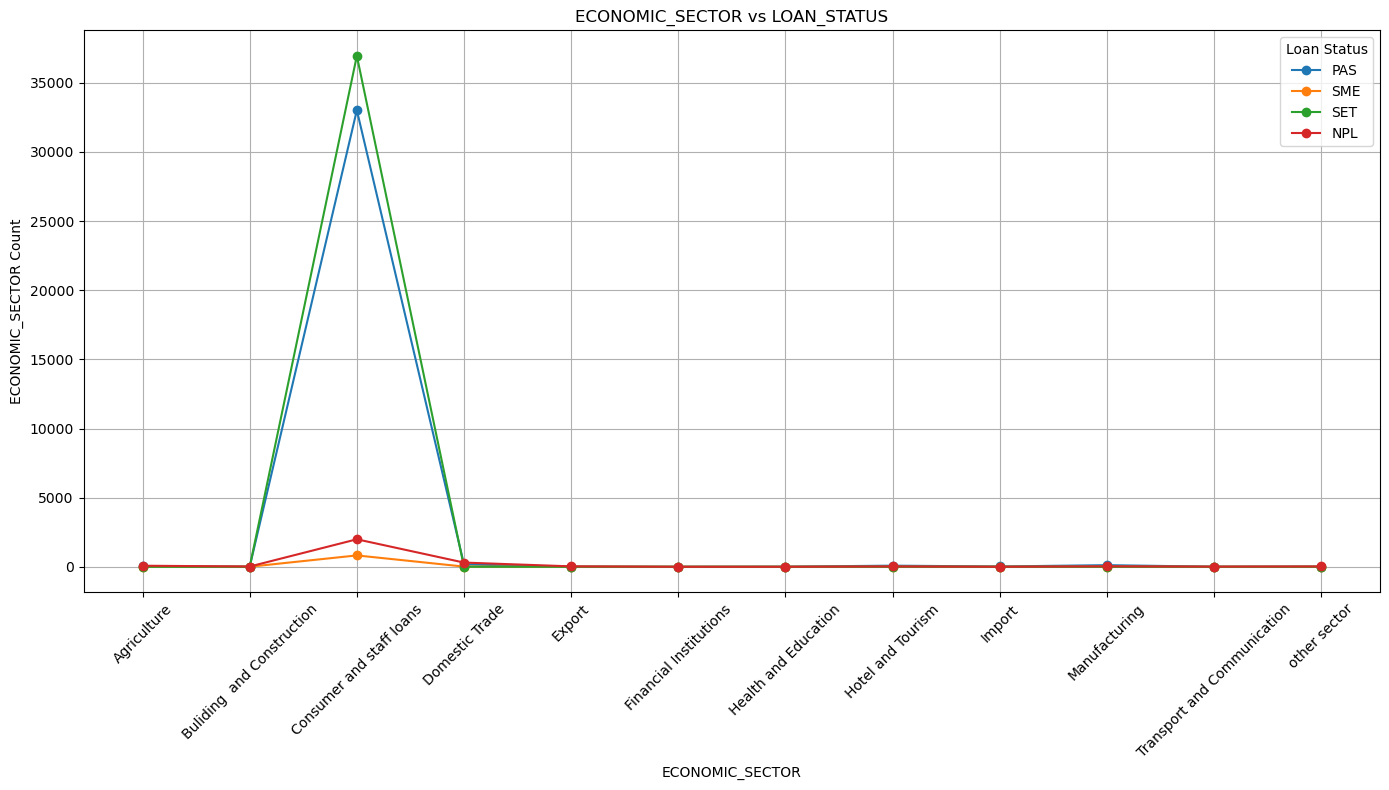 ECONOMIC_SECTOR vs LOAN_STATUS
Loan Status
PAS
SME
SET
NPL
ECONOMIC_SECTOR Count
35000
30000
25000
20000
15000
10000
5000
0
Agriculture
Buliding  and Construction
Consumer and staff loans
Domestic Trade
Export
Financial Institutions
Health and Education
Hotel and Tourism
Import
Manufacturing
Transport and Communication
other sector
ECONOMIC_SECTOR